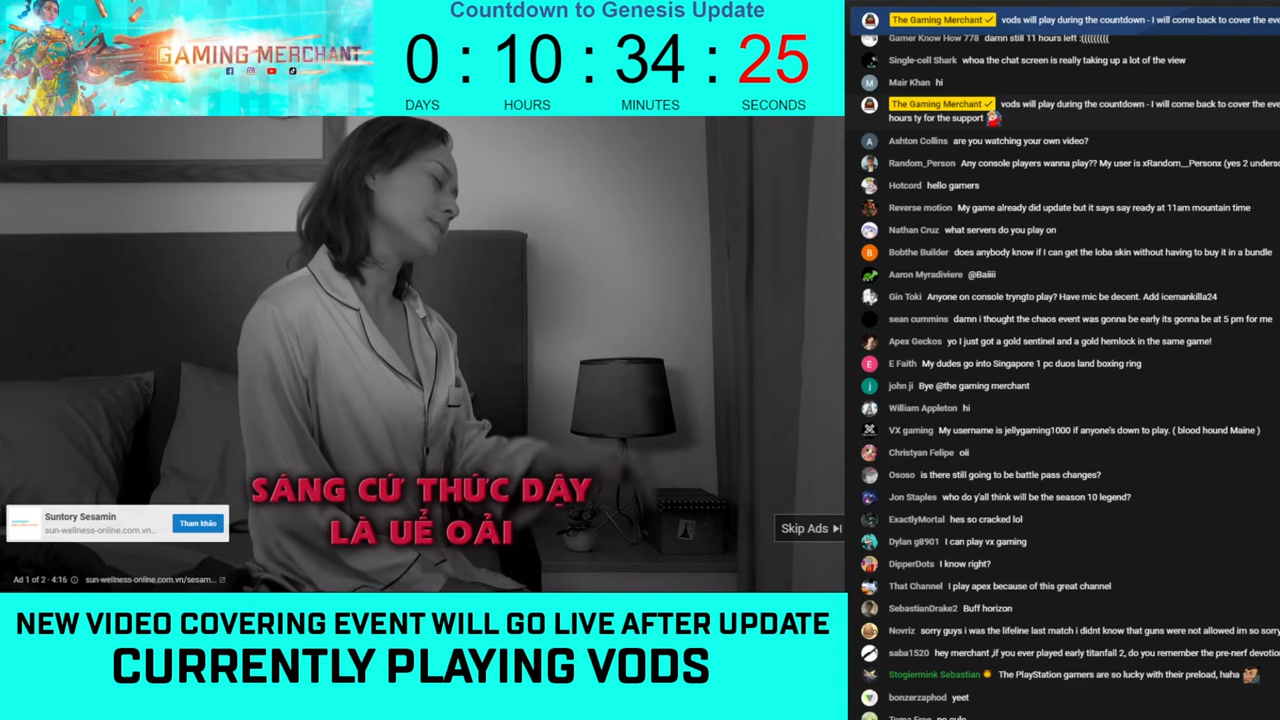 GAMING MERCHANT
Countdown to Genesis Update
0 : 10 : 34 : 25
DAYS HOURS MINUTES SECONDS
SÁNG CỨ THỨC DẬY
LÀ UỂ OẢI
Suntory Sesamin
sun-wellness-online.com.vn...
Tham khảo
Skip Ads
Ad 1 of 2 · 4:16 sun-wellness-online.com.vn/sesam...
NEW VIDEO COVERING EVENT WILL GO LIVE AFTER UPDATE
CURRENTLY PLAYING VODS
The Gaming Merchant vods will play during the countdown - I will come back to cover the eve
Gamer Know How 778 damn still 11 hours left :(((((((((
Single-cell Shark whoa the chat screen is really taking up a lot of the view
M Mair Khan hi
The Gaming Merchant vods will play during the countdown - I will come back to cover the eve
hours ty for the support
A Ashton Collins are you watching your own video?
Random_Person Any console players wanna play?? My user is xRandom__Personx (yes 2 undersc
Hotcord hello gamers
Reverse motion My game already did update but it says say ready at 11am mountain time
Nathan Cruz what servers do you play on
B Bobthe Builder does anybody know if I can get the loba skin without having to buy it in a bundle
Aaron Myradiviere @Baiiii
Gin Toki Anyone on console tryngto play? Have mic be decent. Add icemankilla24
sean cummins damn i thought the chaos event was gonna be early its gonna be at 5 pm for me
Apex Geckos yo I just got a gold sentinel and a gold hemlock in the same game!
E E Faith My dudes go into Singapore 1 pc duos land boxing ring
j john ji Bye @the gaming merchant
William Appleton hi
VX gaming My username is jellygaming1000 if anyone's down to play. ( blood hound Maine )
Christyan Felipe oii
Ososo is there still going to be battle pass changes?
Jon Staples who do y'all think will be the season 10 legend?
ExactlyMortal hes so cracked lol
Dylan g8901 I can play vx gaming
DipperDots I know right?
That Channel I play apex because of this great channel
SebastianDrake2 Buff horizon
Novriz sorry guys i was the lifeline last match i didnt know that guns were not allowed im so sorry
saba1520 hey merchant ,if you ever played early titanfall 2, do you remember the pre-nerf devotio
Stogiermink Sebastian The PlayStation gamers are so lucky with their preload, haha
bonzerzaphod yeet